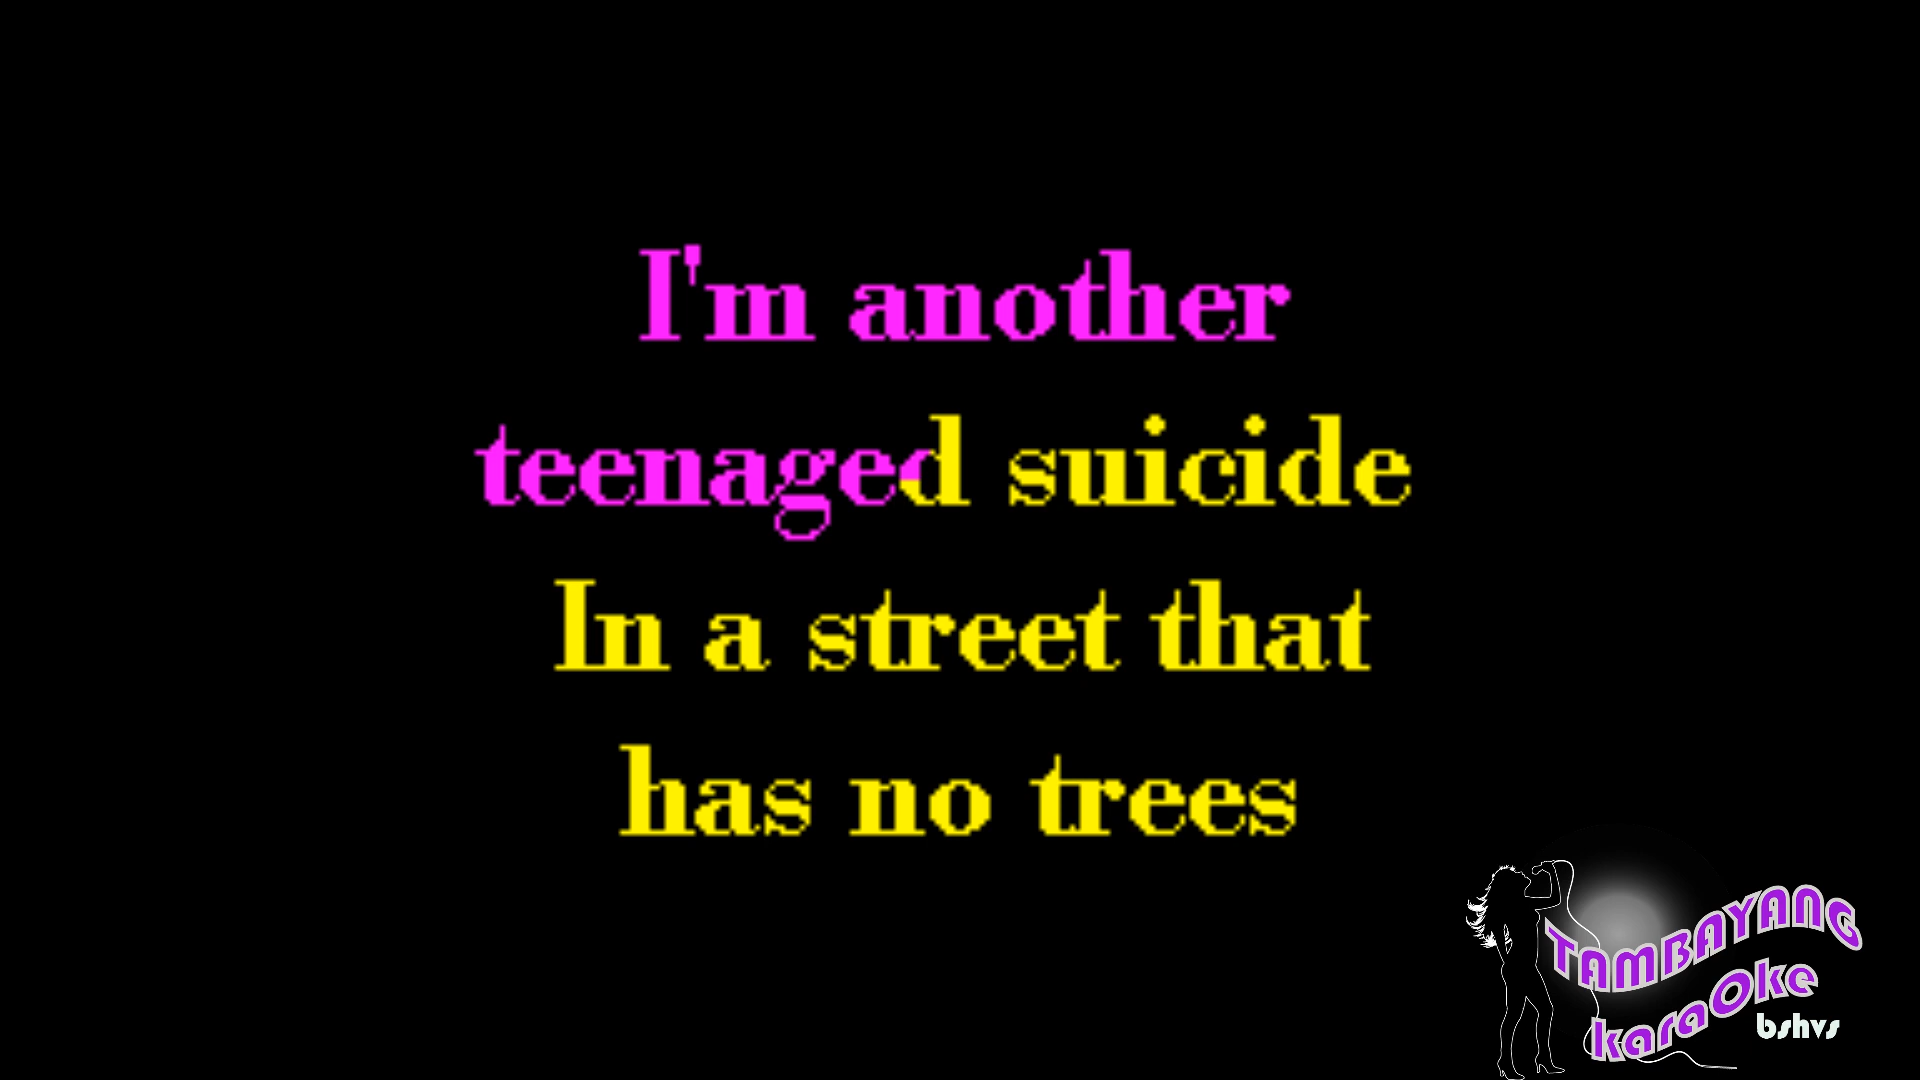 I'm another
teenaged suicide
In a street that
has no trees
TAMBAYANG
karaOke
bshvs